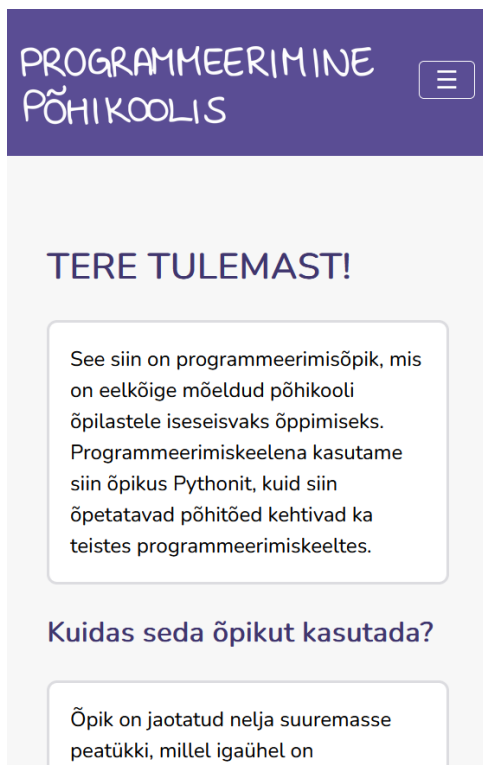 PROGRAMMEERIMINE
PÕHIKOOLIS
TERE TULEMAST!
See siin on programmeerimisõpik, mis
on eelkõige mõeldud põhikooli
õpilastele iseseisvaks õppimiseks.
Programmeerimiskeelena kasutame
siin õpikus Pythonit, kuid siin
õpetatavad põhitõed kehtivad ka
teistes programmeerimiskeeltes.
Kuidas seda õpikut kasutada?
Õpik on jaotatud nelja suuremasse
peatükki, millel igaühel on